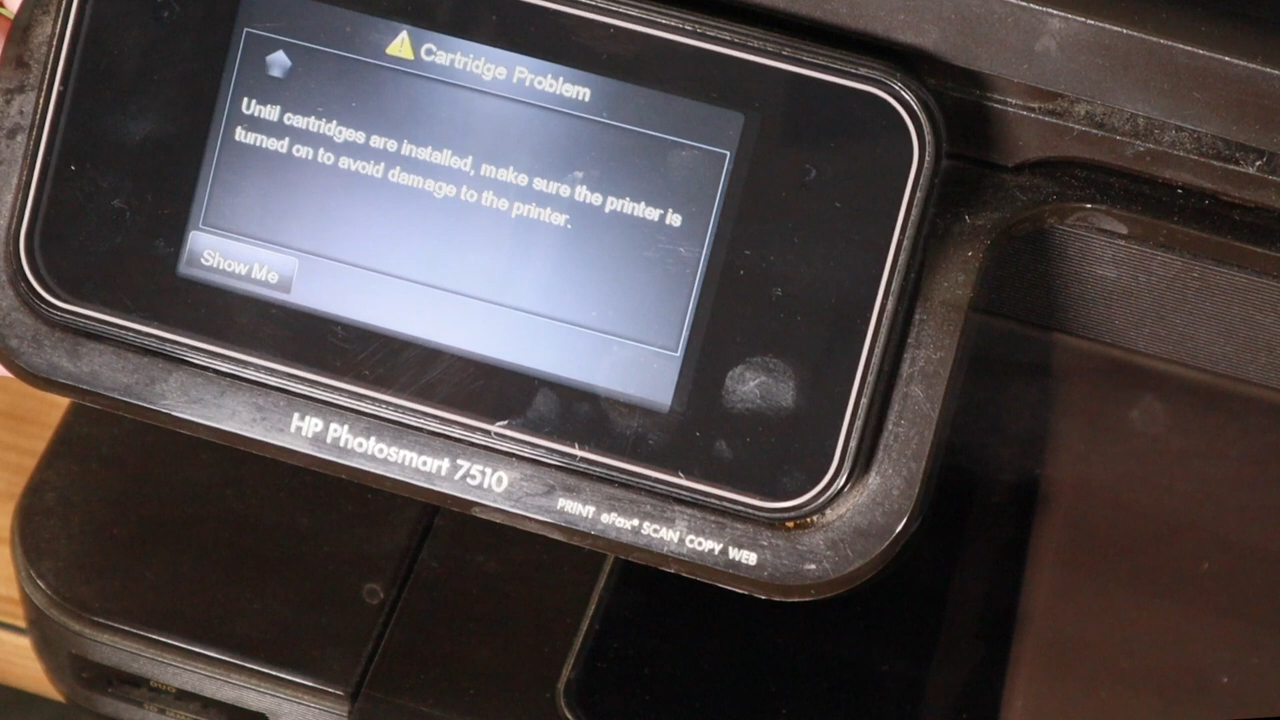 Cartridge Problem
Until cartridges are installed, make sure the printer is
turned on to avoid damage to the printer.
Show Me
HP Photosmart 7510
PRINT eFax® SCAN COPY WEB